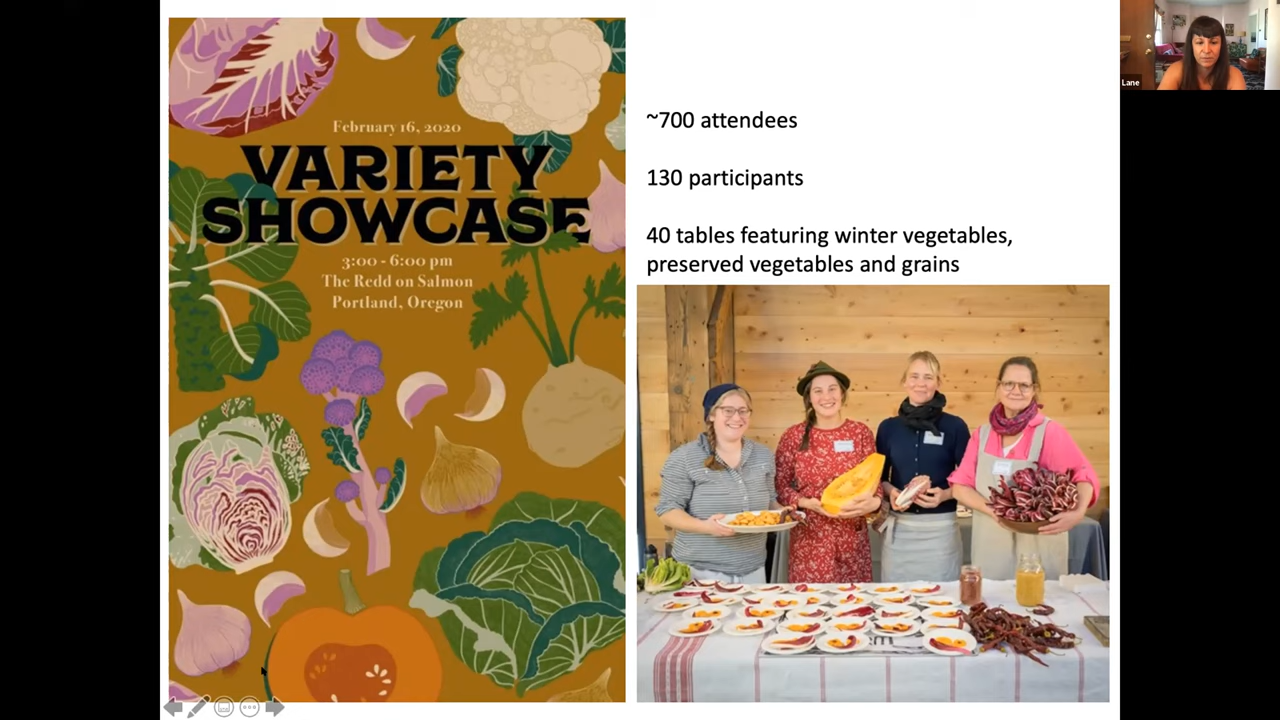 February 16, 2020
VARIETY
SHOWCASE
3:00 - 6:00 pm
The Redd on Salmon
Portland, Oregon
~700 attendees
130 participants
40 tables featuring winter vegetables,
preserved vegetables and grains
Lane